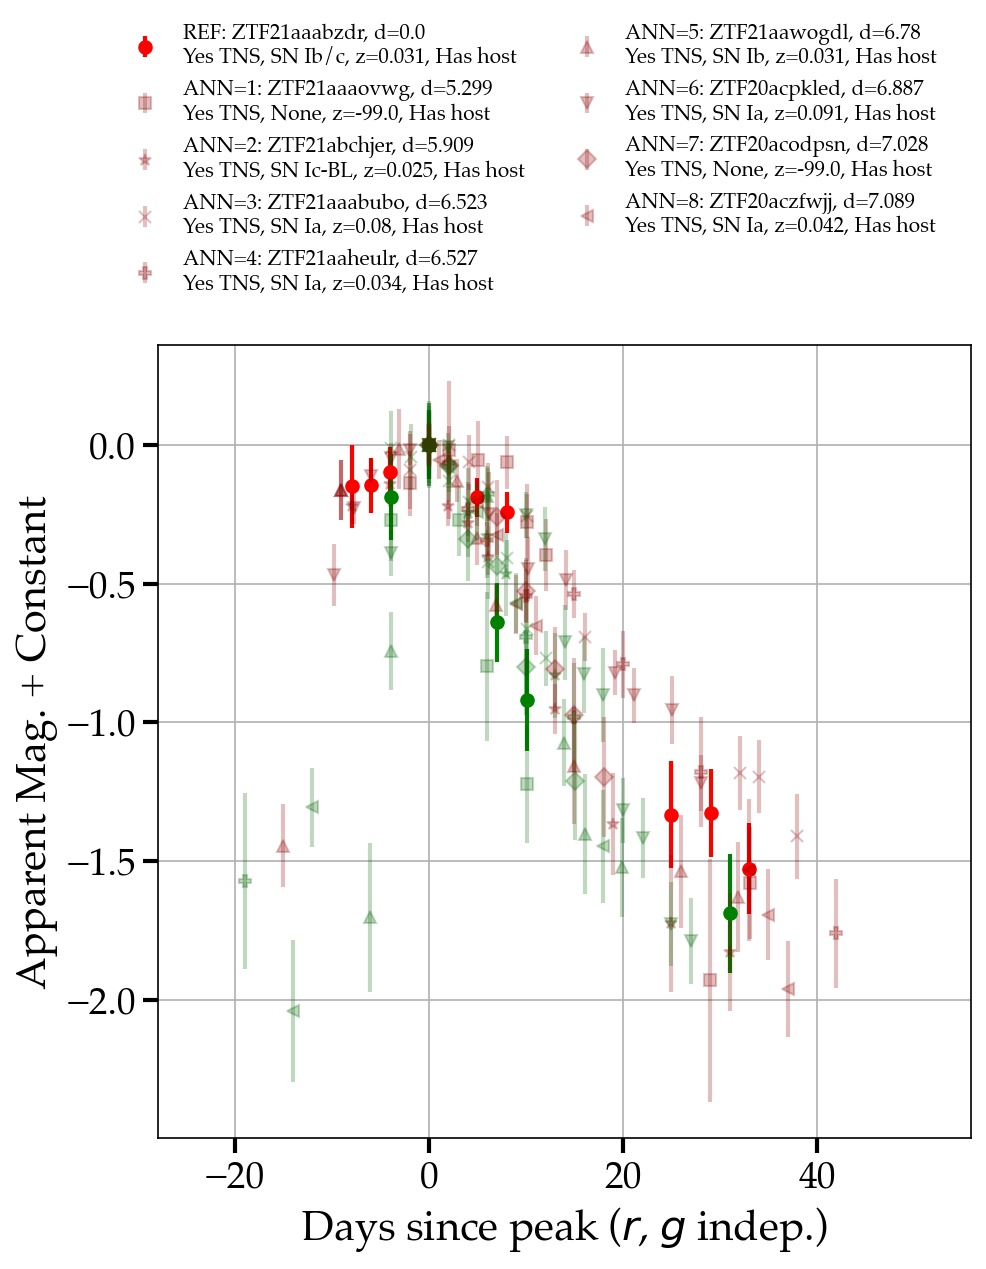 REF: ZTF21aaabzdr, d=0.0
Yes TNS, SN Ib/c, z=0.031, Has host
ANN=1: ZTF21aaaovwg, d=5.299
Yes TNS, None, z=-99.0, Has host
ANN=2: ZTF21abchjer, d=5.909
Yes TNS, SN Ic-BL, z=0.025, Has host
ANN=3: ZTF21aaabubo, d=6.523
Yes TNS, SN Ia, z=0.08, Has host
ANN=4: ZTF21aaheulr, d=6.527
Yes TNS, SN Ia, z=0.034, Has host
ANN=5: ZTF21aawogdl, d=6.78
Yes TNS, SN Ib, z=0.031, Has host
ANN=6: ZTF20acpkled, d=6.887
Yes TNS, SN Ia, z=0.091, Has host
ANN=7: ZTF20acodpsn, d=7.028
Yes TNS, None, z=-99.0, Has host
ANN=8: ZTF20aczfwjj, d=7.089
Yes TNS, SN Ia, z=0.042, Has host
Apparent Mag. + Constant
0.0
−0.5
−1.0
−1.5
−2.0
−20
0
20
40
Days since peak (r, g indep.)